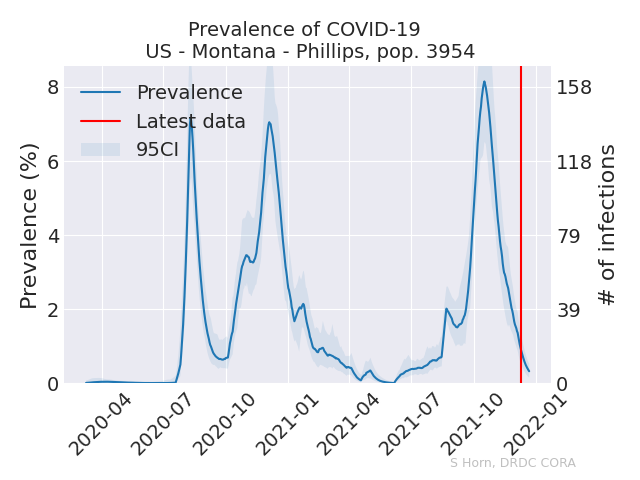 Prevalence of COVID-19
US - Montana - Phillips, pop. 3954
Prevalence (%)
8
6
4
2
0
Prevalence
Latest data
95CI
158
118
79
39
0
# of infections
2020-04
2020-07
2020-10
2021-01
2021-04
2021-07
2021-10
2022-01
S Horn, DRDC CORA